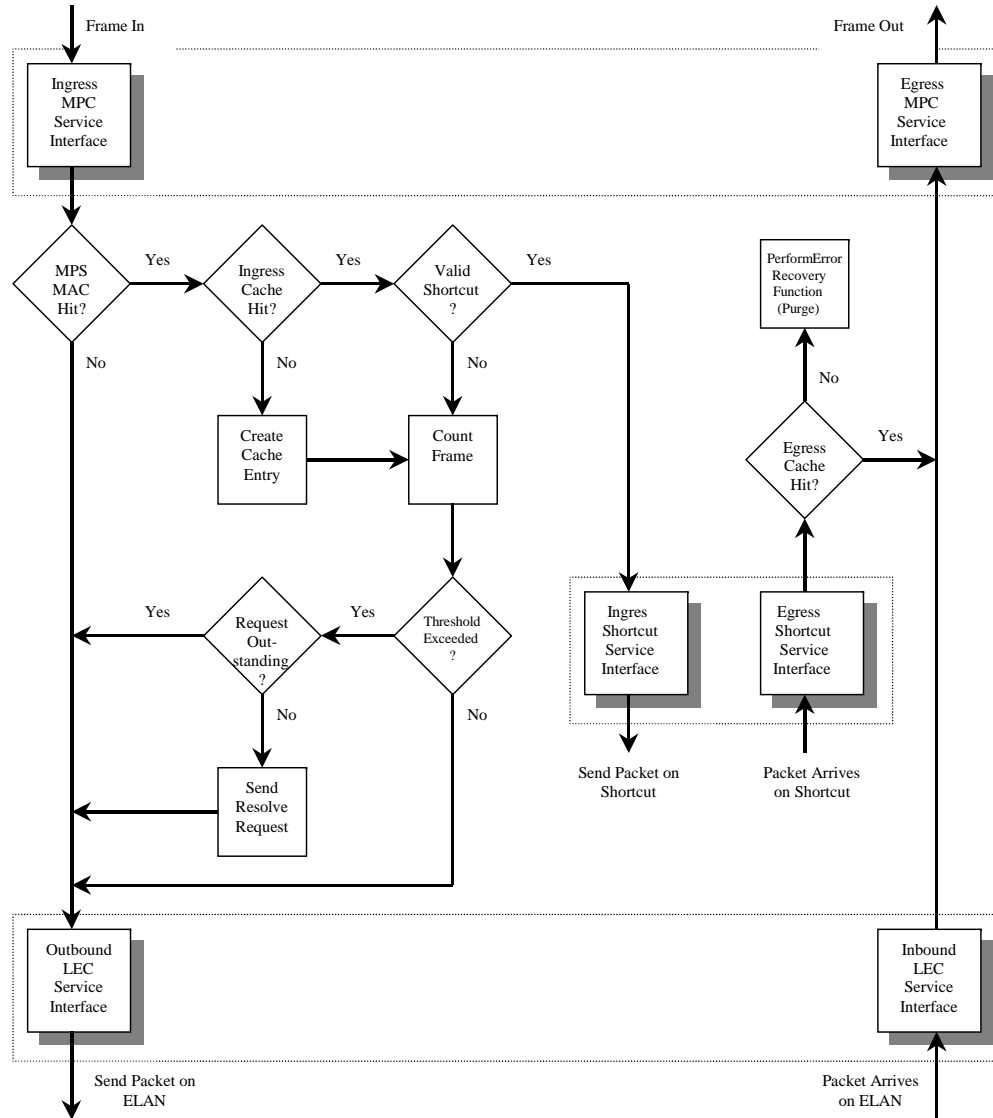 Frame In
Frame Out
Ingress
MPC
Service
Interface
Egress
MPC
Service
Interface
MPS
MAC
Hit?
Yes
Ingress
Cache
Hit?
Yes
Valid
Shortcut
?
Yes
PerformError
Recovery
Function
(Purge)
No
No
No
No
Create
Cache
Entry
Count
Frame
Egress
Cache
Hit?
Yes
Yes
Request
Out-
standing
?
Yes
Threshold
Exceeded
?
Ingres
Shortcut
Service
Interface
Egress
Shortcut
Service
Interface
No
No
Send
Resolve
Request
Send Packet on
Shortcut
Packet Arrives
on Shortcut
Outbound
LEC
Service
Interface
Inbound
LEC
Service
Interface
Send Packet on
ELAN
Packet Arrives
on ELAN